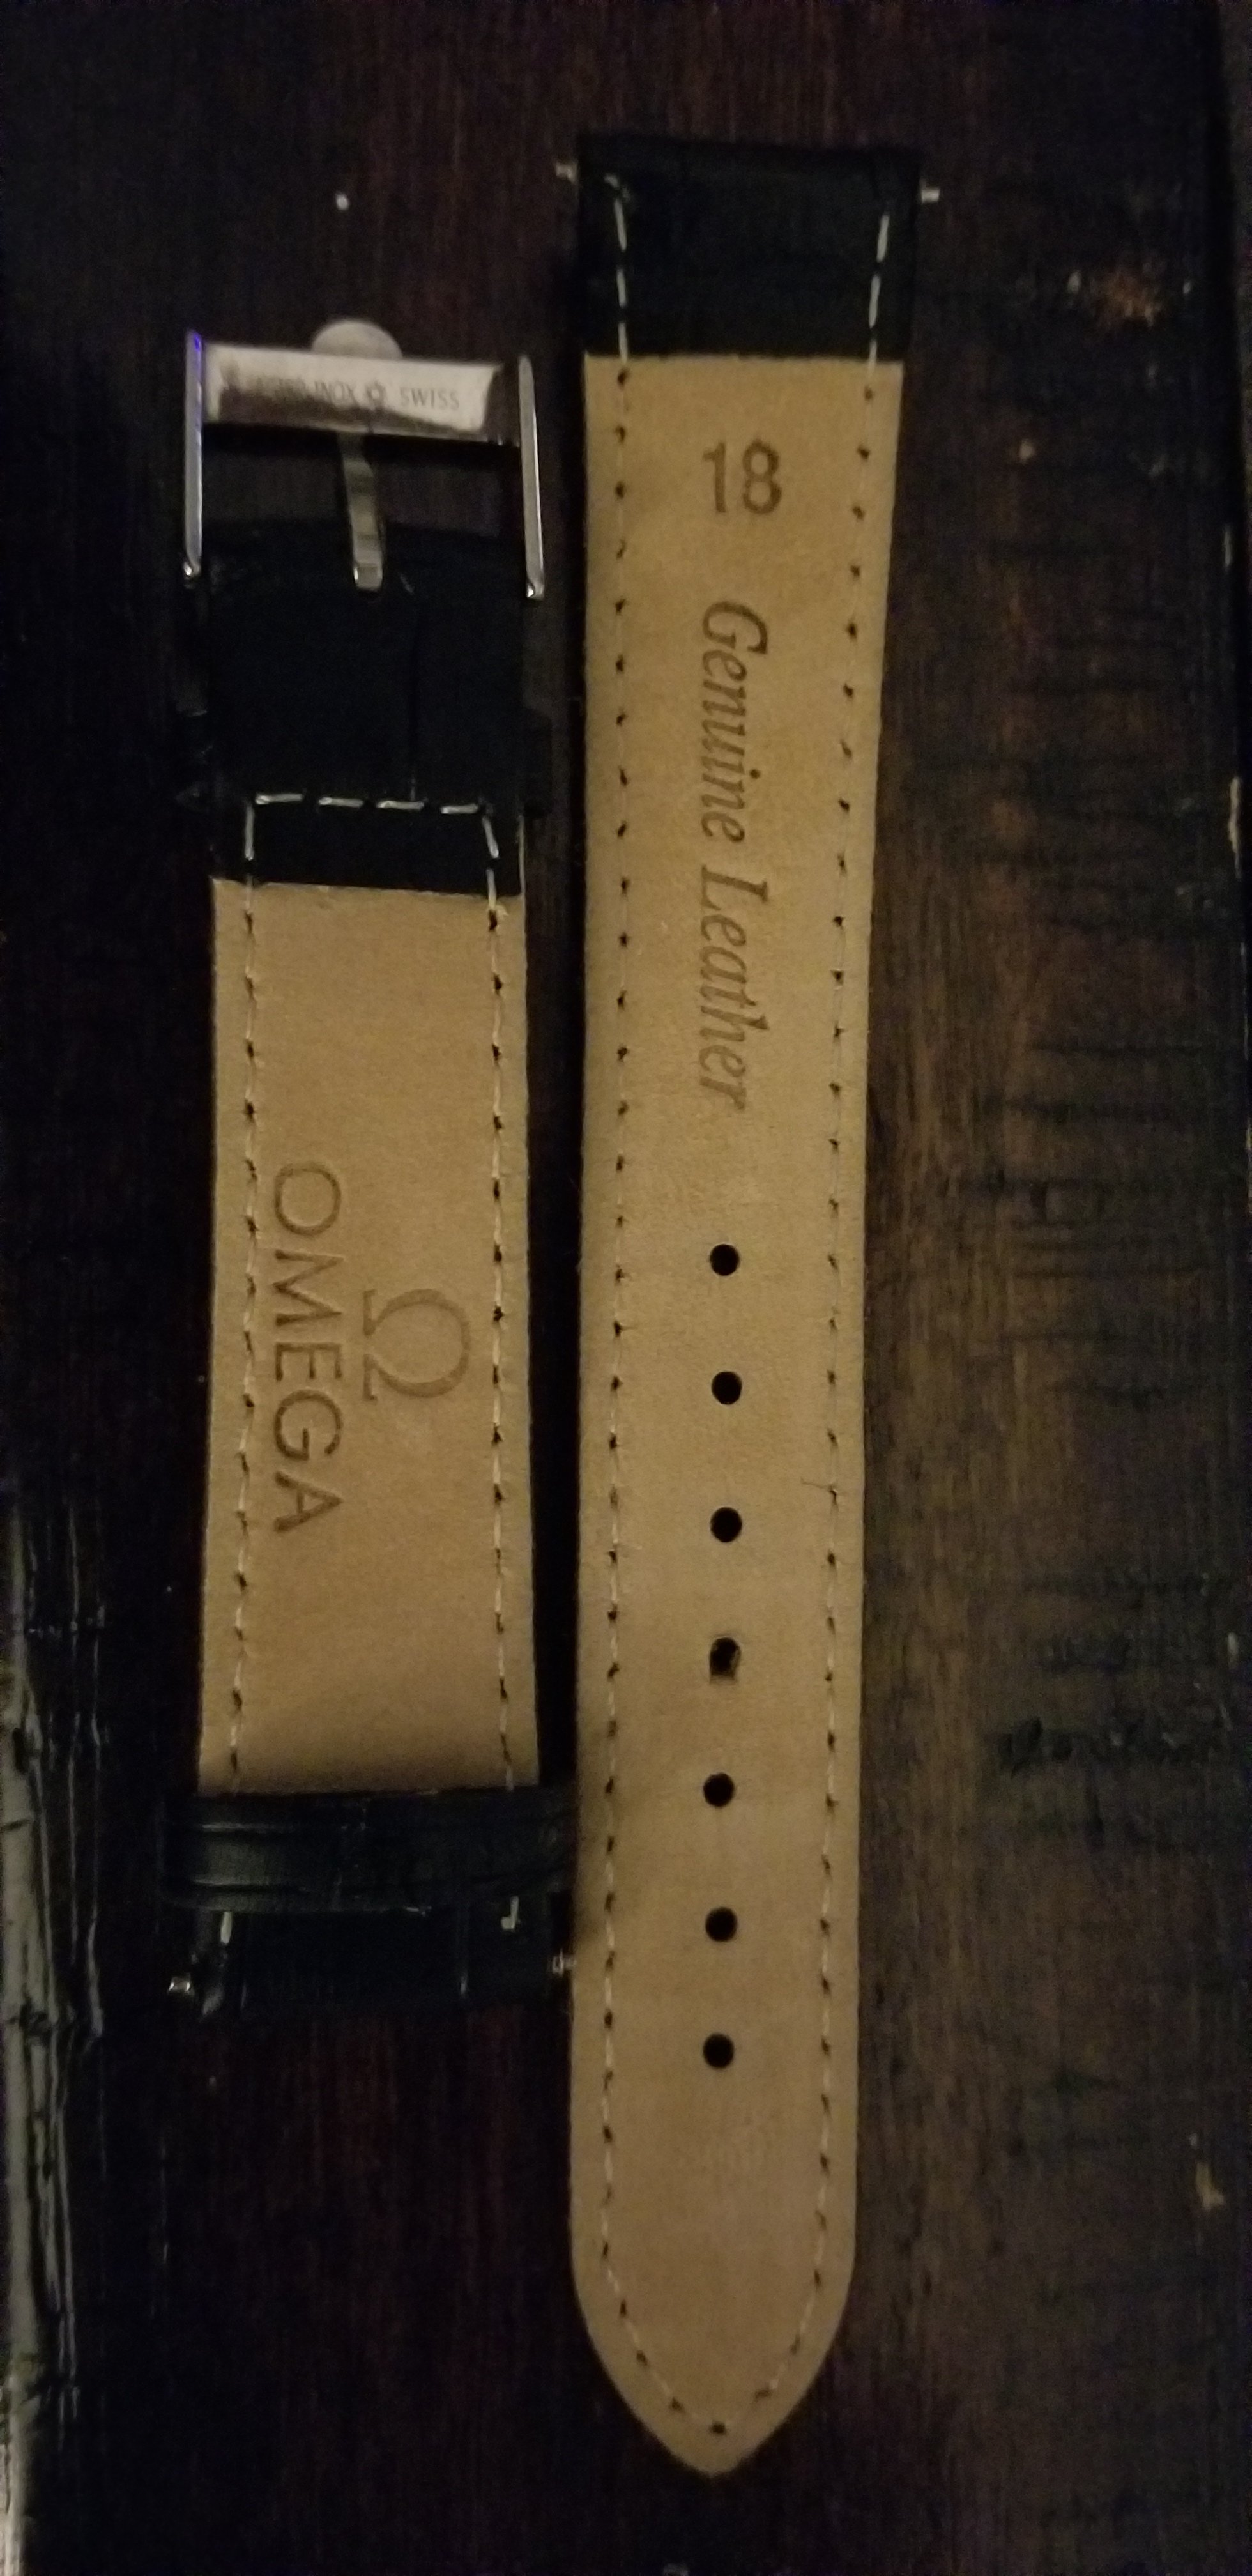 INOX SWISS
18
Genuine Leather
Ω
OMEGA